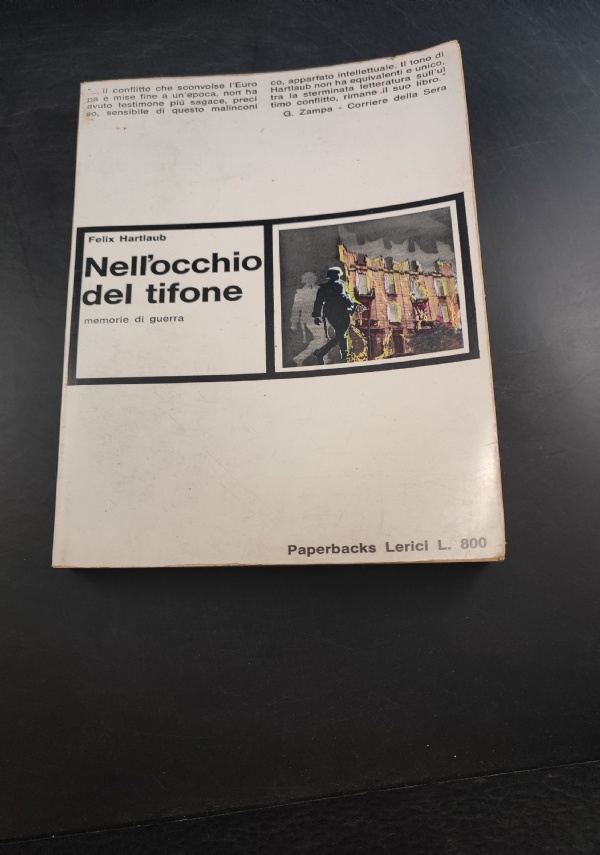 "... il conflitto che sconvolse l'Euro
pa e mise fine a un'epoca, non ha
avuto testimone più sagace, preci
so, sensibile di questo malinconi
co, appartato intellettuale. Il tono di
Hartlaub non ha equivalenti e unico,
tra la sterminata letteratura sull'ul
timo conflitto, rimane il suo libro."
G. Zampa - Corriere della Sera
Felix Hartlaub
Nell'occhio
del tifone
memorie di guerra
Paperbacks Lerici L. 800